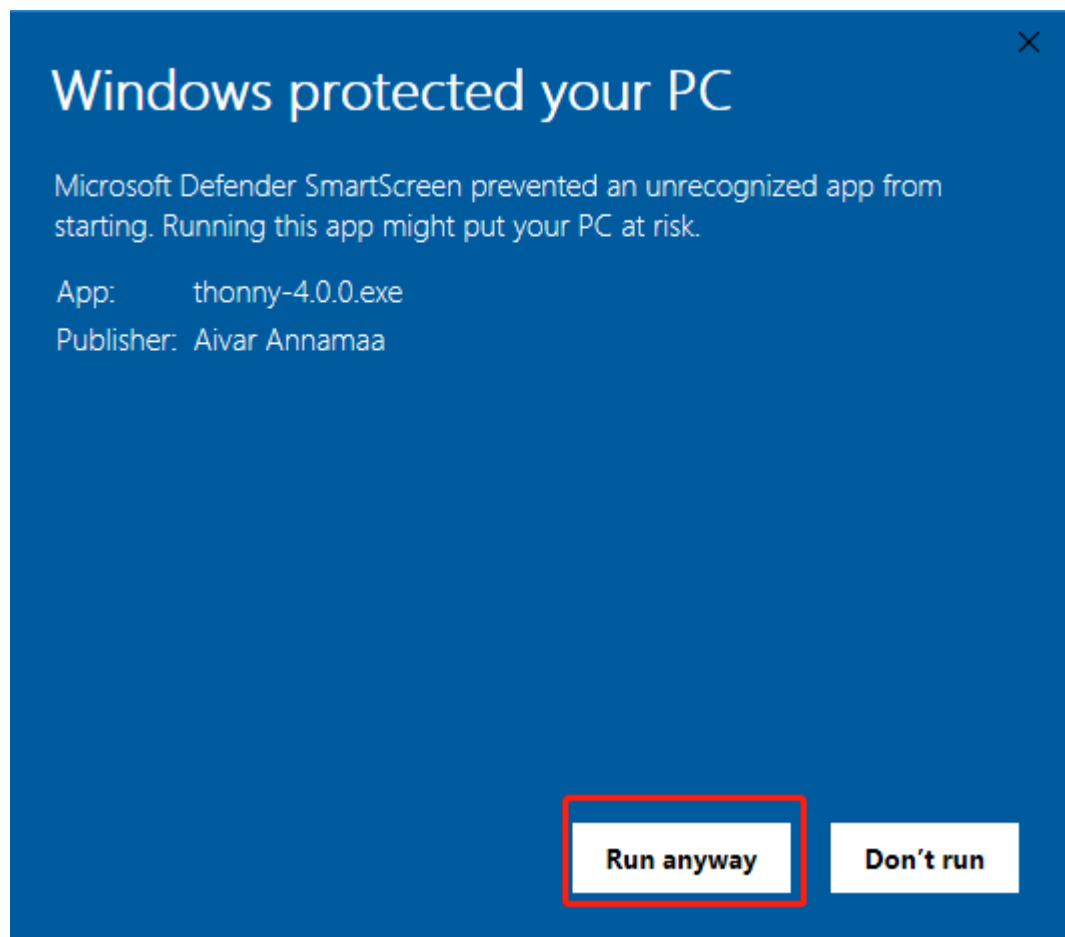 Windows protected your PC
Microsoft Defender SmartScreen prevented an unrecognized app from
starting. Running this app might put your PC at risk.
App: thonny-4.0.0.exe
Publisher: Aivar Annamaa
Run anyway Don’t run